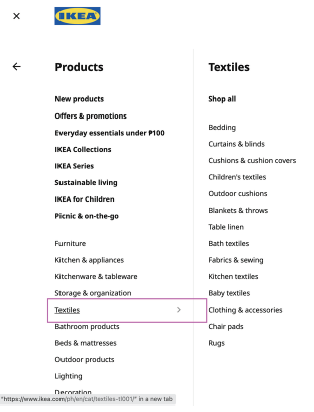 IKEA
Products
New products
Offers & promotions
Everyday essentials under ₱100
IKEA Collections
IKEA Series
Sustainable living
IKEA for Children
Picnic & on-the-go
Furniture
Kitchen & appliances
Kitchenware & tableware
Storage & organization
Textiles
Bathroom products
Beds & mattresses
Outdoor products
Lighting
Decoration
Textiles
Shop all
Bedding
Curtains & blinds
Cushions & cushion covers
Children's textiles
Outdoor cushions
Blankets & throws
Table linen
Bath textiles
Fabrics & sewing
Kitchen textiles
Baby textiles
Clothing & accessories
Chair pads
Rugs
"https://www.ikea.com/ph/en/cat/textiles-tl001/" in a new tab